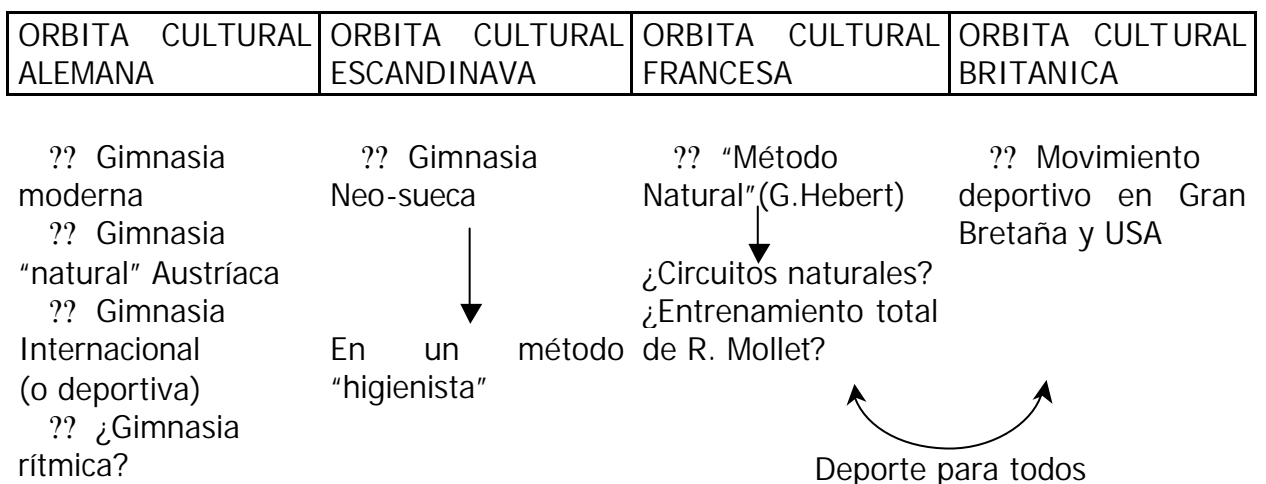 ORBITA CULTURAL
ALEMANA
ORBITA CULTURAL
ESCANDINAVA
ORBITA CULTURAL
FRANCESA
ORBITA CULTURAL
BRITANICA
?? Gimnasia
moderna
?? Gimnasia
“natural” Austríaca
?? Gimnasia
Internacional
(o deportiva)
?? ¿Gimnasia
rítmica?
?? Gimnasia
Neo-sueca
En un método
“higienista”
?? “Método
Natural”(G.Hebert)
¿Circuitos naturales?
¿Entrenamiento total
de R. Mollet?
?? Movimiento
deportivo en Gran
Bretaña y USA
Deporte para todos